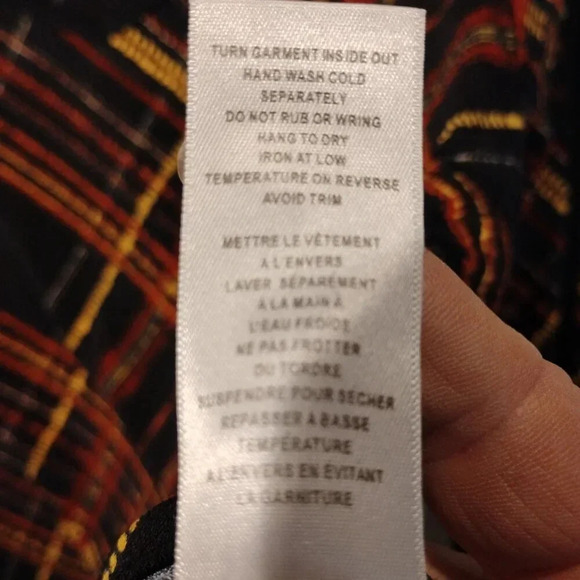 TURN GARMENT INSIDE OUT
HAND WASH COLD
SEPARATELY
DO NOT RUB OR WRING
HANG TO DRY
IRON AT LOW
TEMPERATURE ON REVERSE
AVOID TRIM
METTRE LE VÊTEMENT
À L'ENVERS
LAVER SÉPARÉMENT
À LA MAIN À
L'EAU FROIDE
NE PAS FROTTER
OU TORDRE
SUSPENDRE POUR SECHER
REPASSER A BASSE
TEMPÉRATURE
A L'ENVERS EN ÉVITANT
LA GARNITURE